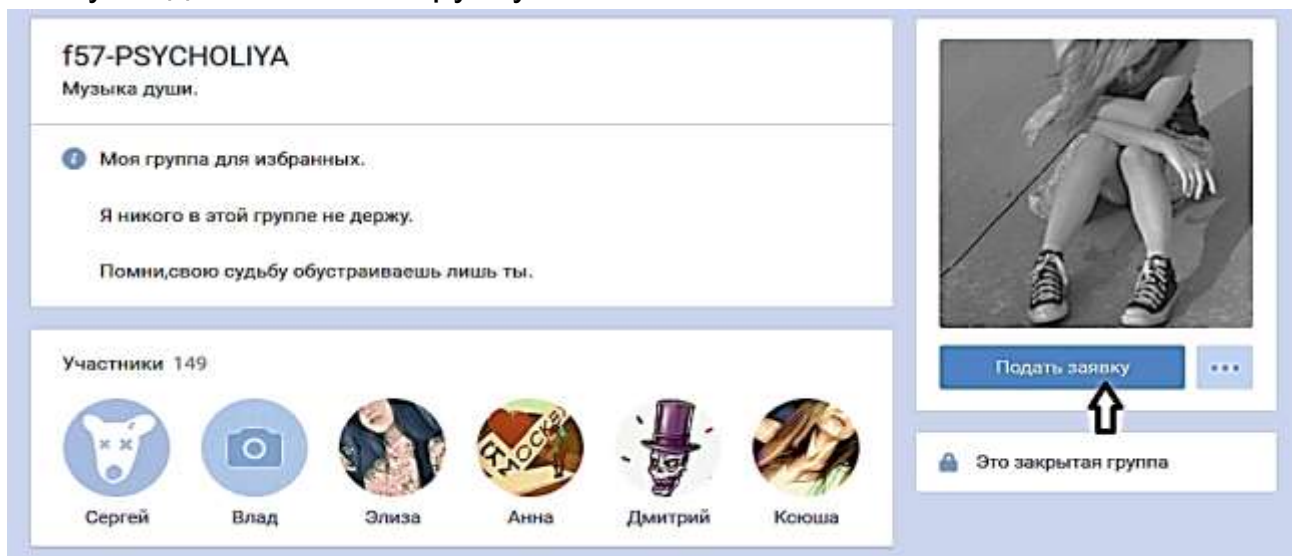 f57-PSYCHOLIYA
Музыка души.
Моя группа для избранных.
Я никого в этой группе не держу.
Помни,свою судьбу обустраиваешь лишь ты.
Участники 149
К МОСКВЕ
Сергей
Влад
Элиза
Анна
Дмитрий
Ксюша
Подать заявку
Это закрытая группа